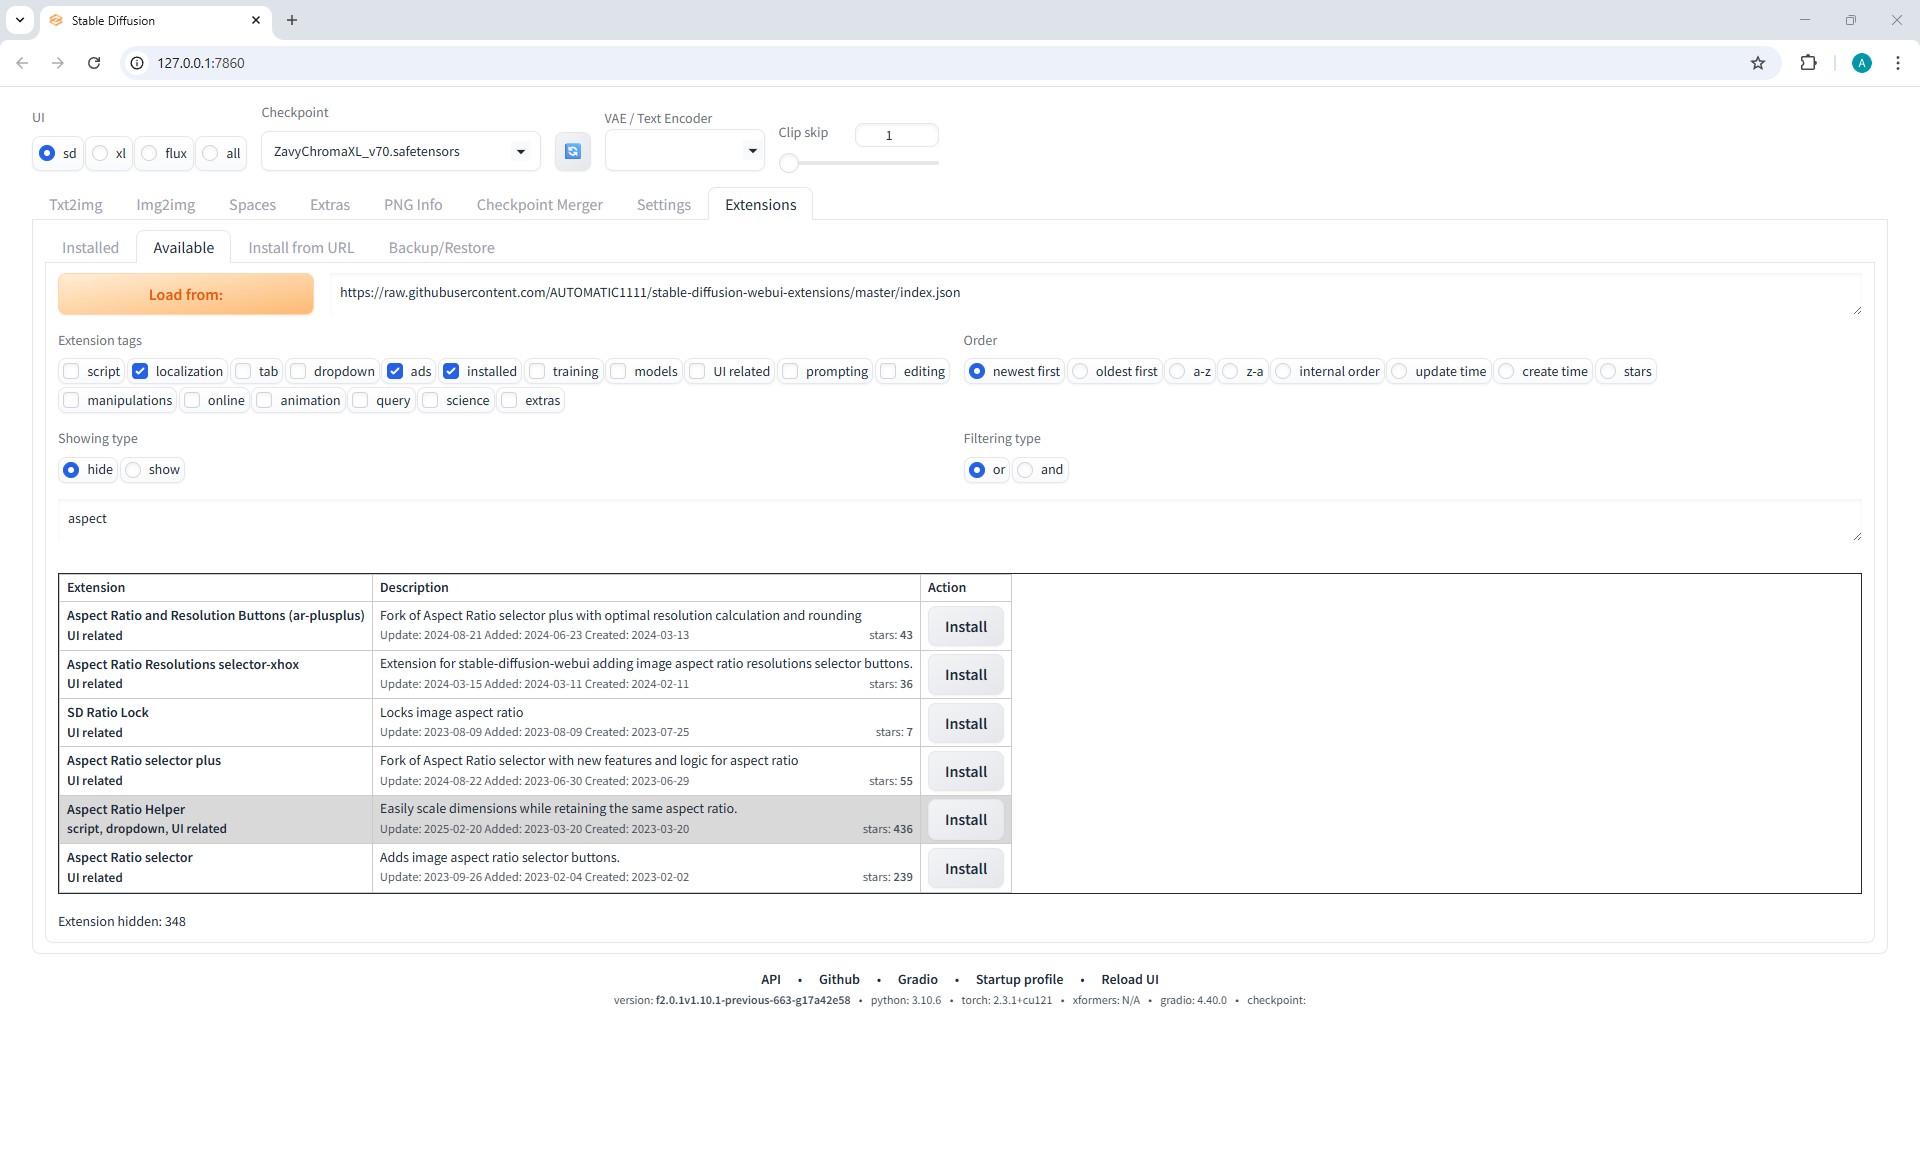 Stable Diffusion
127.0.0.1:7860
A
UI
sd xl flux all
Checkpoint
ZavyChromaXL_v70.safetensors
VAE / Text Encoder
Clip skip 1
Txt2img Img2img Spaces Extras PNG Info Checkpoint Merger Settings Extensions
Installed Available Install from URL Backup/Restore
Load from: https://raw.githubusercontent.com/AUTOMATIC1111/stable-diffusion-webui-extensions/master/index.json
Extension tags
script localization tab dropdown ads installed training models UI related prompting editing
manipulations online animation query science extras
Order
newest first oldest first a-z z-a internal order update time create time stars
Showing type
hide show
Filtering type
or and
aspect
Extension Description Action
Aspect Ratio and Resolution Buttons (ar-plusplus)
UI related
Fork of Aspect Ratio selector plus with optimal resolution calculation and rounding
Update: 2024-08-21 Added: 2024-06-23 Created: 2024-03-13 stars: 43
Install
Aspect Ratio Resolutions selector-xhox
UI related
Extension for stable-diffusion-webui adding image aspect ratio resolutions selector buttons.
Update: 2024-03-15 Added: 2024-03-11 Created: 2024-02-11 stars: 36
Install
SD Ratio Lock
UI related
Locks image aspect ratio
Update: 2023-08-09 Added: 2023-08-09 Created: 2023-07-25 stars: 7
Install
Aspect Ratio selector plus
UI related
Fork of Aspect Ratio selector with new features and logic for aspect ratio
Update: 2024-08-22 Added: 2023-06-30 Created: 2023-06-29 stars: 55
Install
Aspect Ratio Helper
script, dropdown, UI related
Easily scale dimensions while retaining the same aspect ratio.
Update: 2025-02-20 Added: 2023-03-20 Created: 2023-03-20 stars: 436
Install
Aspect Ratio selector
UI related
Adds image aspect ratio selector buttons.
Update: 2023-09-26 Added: 2023-02-04 Created: 2023-02-02 stars: 239
Install
Extension hidden: 348
API • Github • Gradio • Startup profile • Reload UI
version: f2.0.1v1.10.1-previous-663-g17a42e58 • python: 3.10.6 • torch: 2.3.1+cu121 • xformers: N/A • gradio: 4.40.0 • checkpoint: